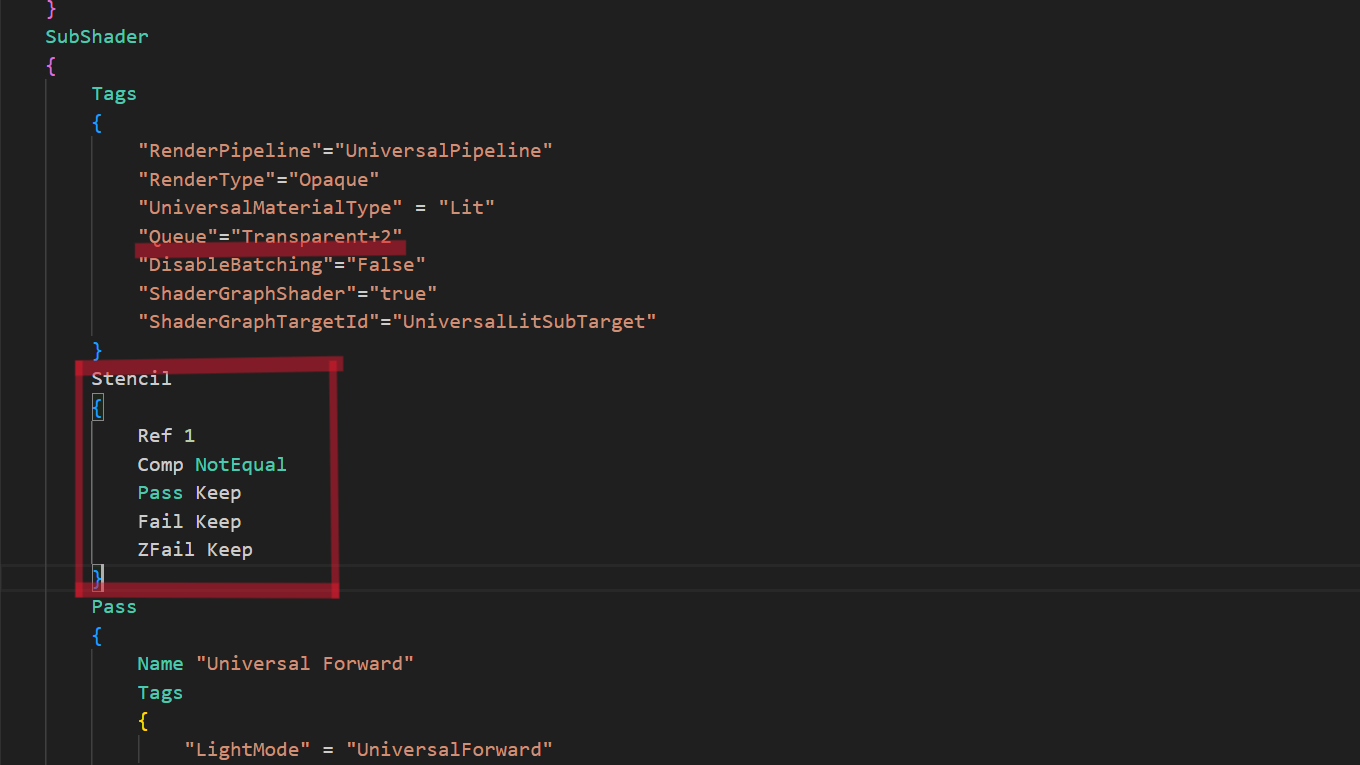 }
SubShader
{
Tags
{
"RenderPipeline"="UniversalPipeline"
"RenderType"="Opaque"
"UniversalMaterialType" = "Lit"
"Queue"="Transparent+2"
"DisableBatching"="False"
"ShaderGraphShader"="true"
"ShaderGraphTargetId"="UniversalLitSubTarget"
}
Stencil
{
Ref 1
Comp NotEqual
Pass Keep
Fail Keep
ZFail Keep
}
Pass
{
Name "Universal Forward"
Tags
{
"LightMode" = "UniversalForward"